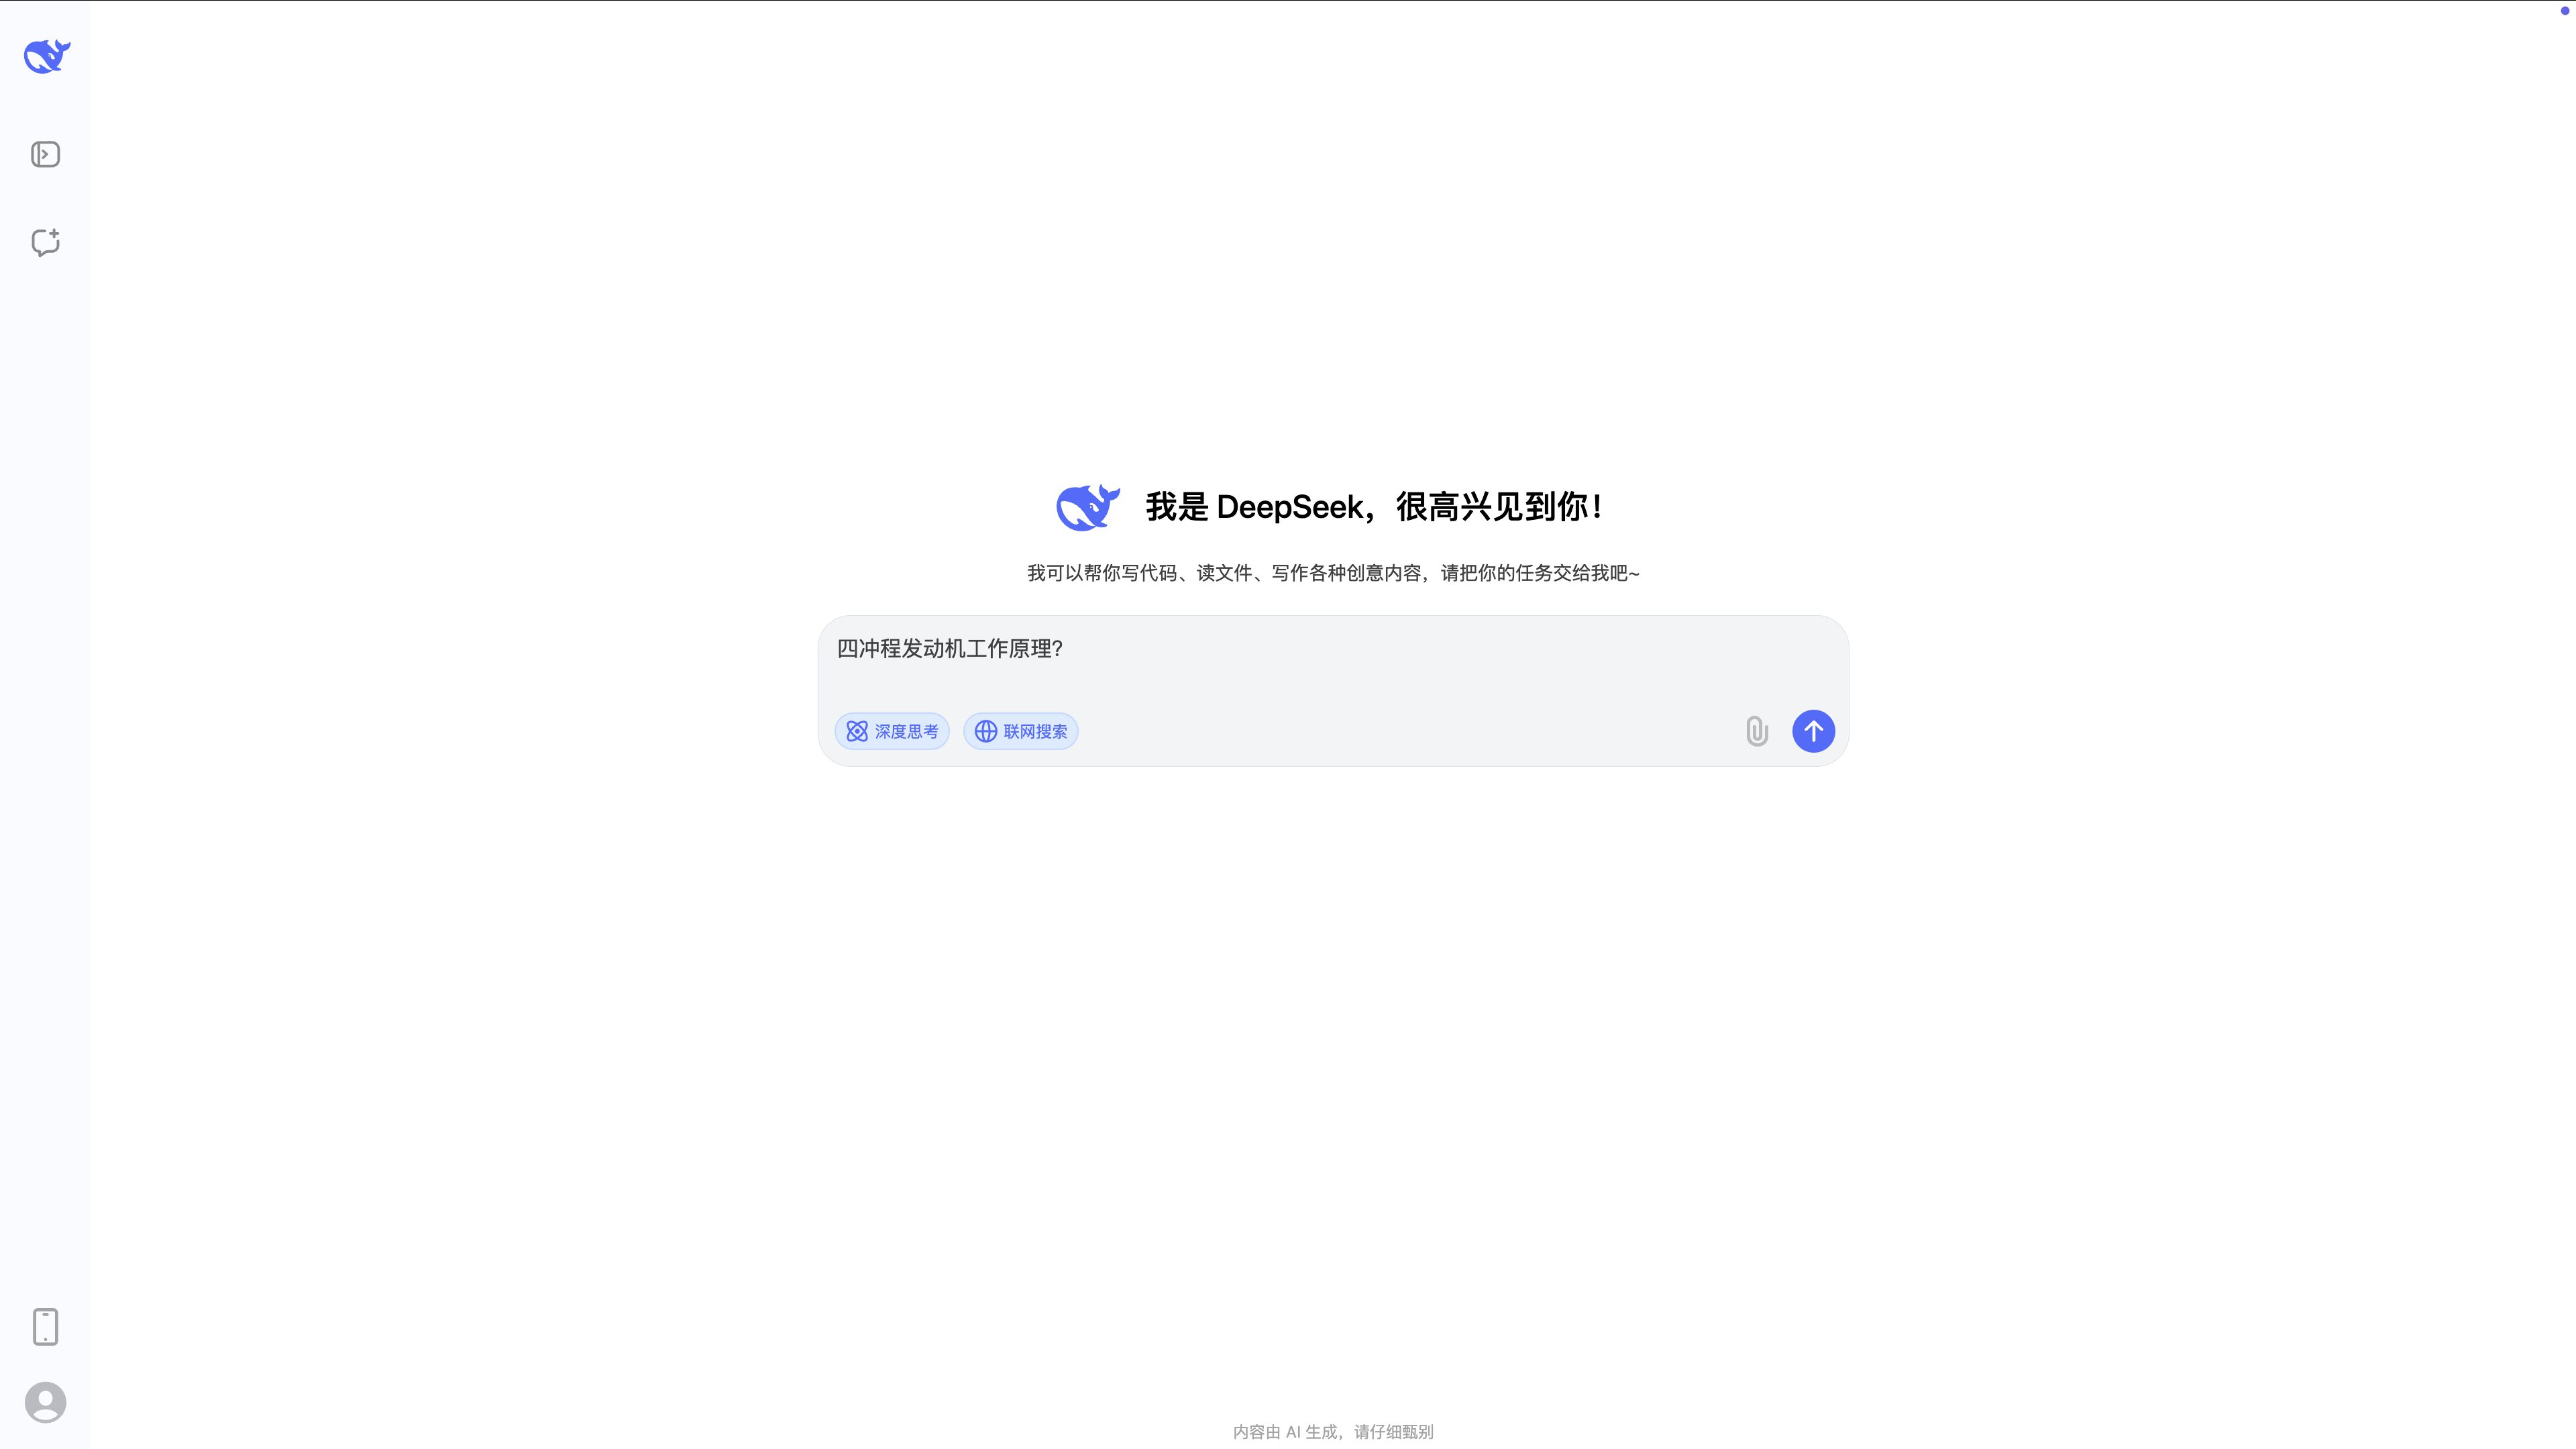 我是 DeepSeek，很高兴见到你！
我可以帮你写代码、读文件、写作各种创意内容，请把你的任务交给我吧~
四冲程发动机工作原理？
深度思考
联网搜索
内容由 AI 生成，请仔细甄别